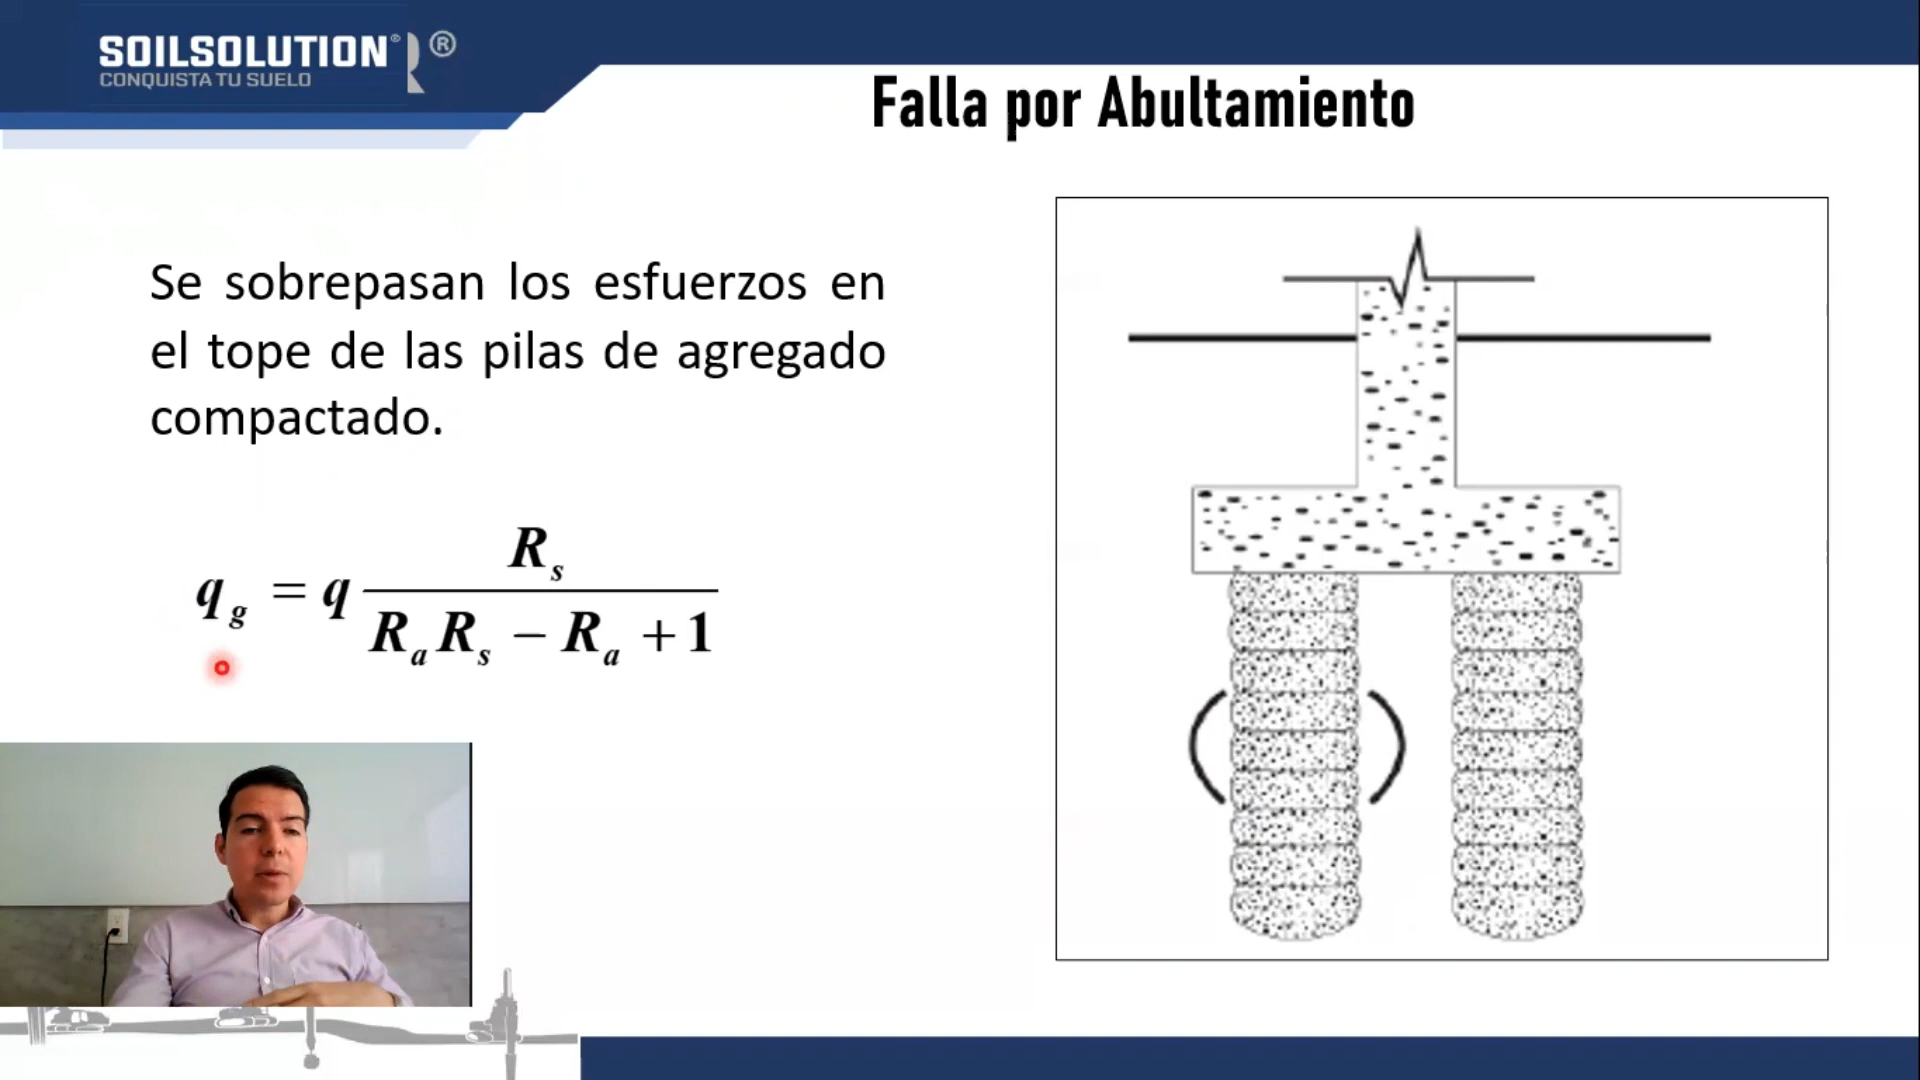 SOILSOLUTION® ®
CONQUISTA TU SUELO
Falla por Abultamiento
Se sobrepasan los esfuerzos en
el tope de las pilas de agregado
compactado.
q_g = q R_s / (R_a R_s − R_a + 1)